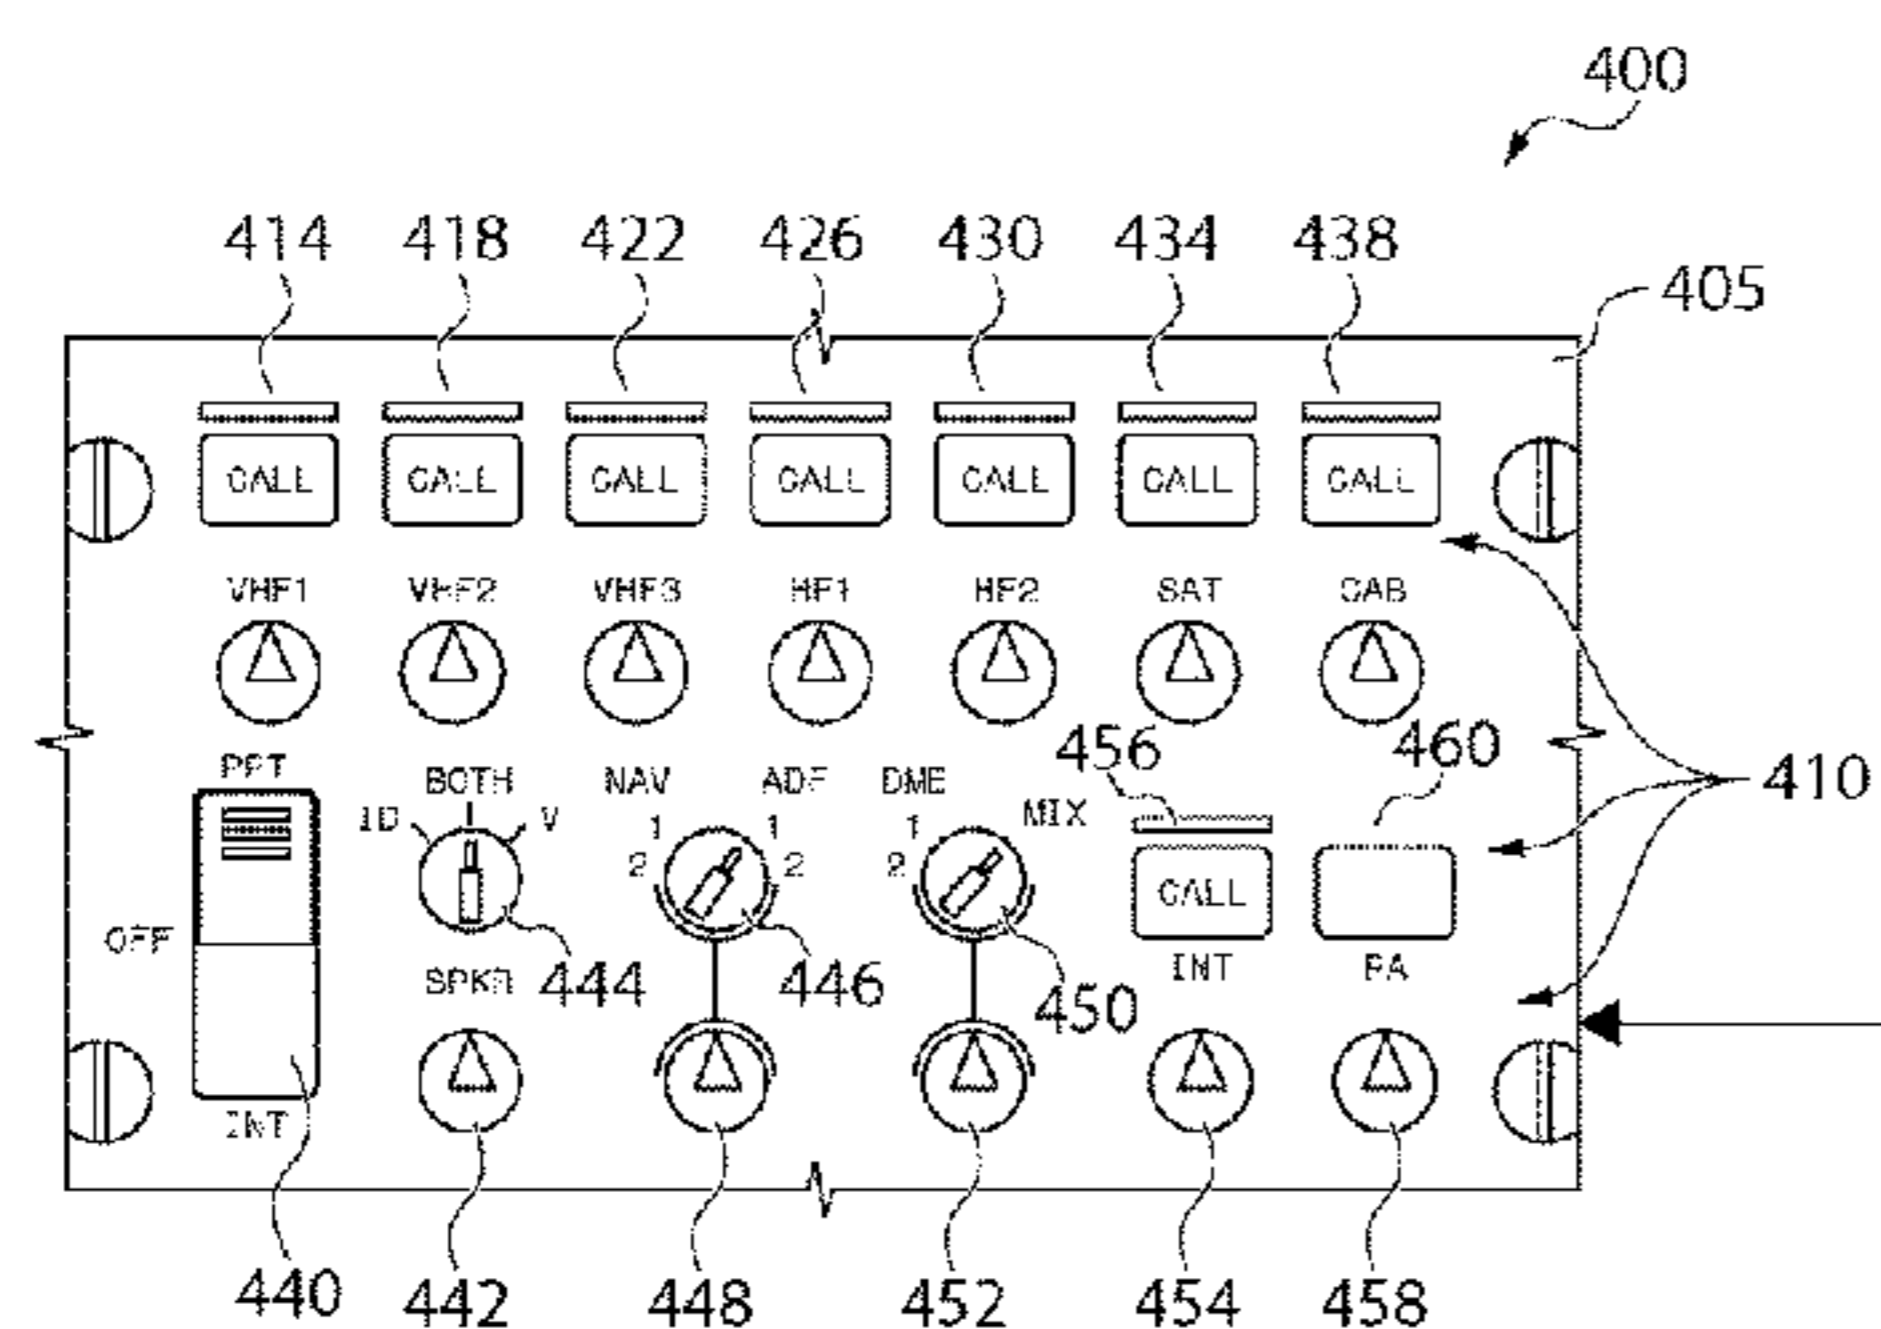 400
414 418 422 426 430 434 438
405
CALL CALL CALL CALL CALL CALL CALL
VHF1 VHF2 VHF3 HF1 HF2 SAT CAB
456 460
PPT BOTH NAV ADF DME MIX 410
ID V 1 1 1
2 2 2 CALL
OFF INT PA
SPKR 444 446 450
INT
440 442 448 452 454 458